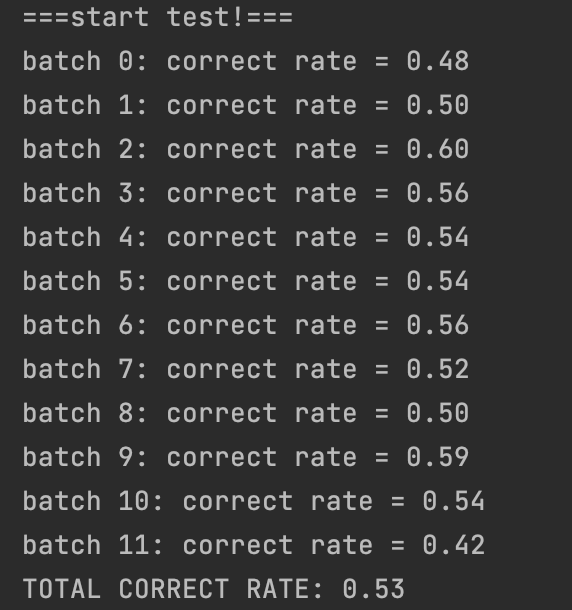 ===start test!===
batch 0: correct rate = 0.48
batch 1: correct rate = 0.50
batch 2: correct rate = 0.60
batch 3: correct rate = 0.56
batch 4: correct rate = 0.54
batch 5: correct rate = 0.54
batch 6: correct rate = 0.56
batch 7: correct rate = 0.52
batch 8: correct rate = 0.50
batch 9: correct rate = 0.59
batch 10: correct rate = 0.54
batch 11: correct rate = 0.42
TOTAL CORRECT RATE: 0.53